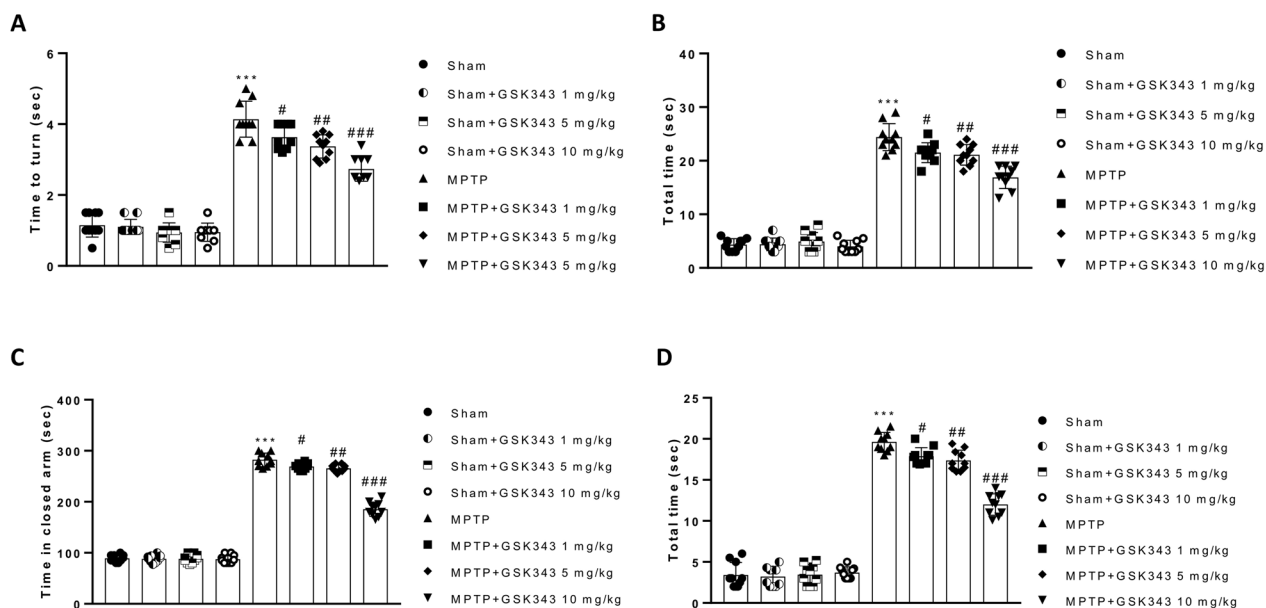 A
Time to turn (sec)
6
4
2
0
***
#
##
###
Sham
Sham+GSK343 1 mg/kg
Sham+GSK343 5 mg/kg
Sham+GSK343 10 mg/kg
MPTP
MPTP+GSK343 1 mg/kg
MPTP+GSK343 5 mg/kg
MPTP+GSK343 5 mg/kg
B
Total time (sec)
40
30
20
10
0
***
#
##
###
Sham
Sham+GSK343 1 mg/kg
Sham+GSK343 5 mg/kg
Sham+GSK343 10 mg/kg
MPTP
MPTP+GSK343 1 mg/kg
MPTP+GSK343 5 mg/kg
MPTP+GSK343 10 mg/kg
C
Time in closed arm (sec)
400
300
200
100
0
***
#
##
###
Sham
Sham+GSK343 1 mg/kg
Sham+GSK343 5 mg/kg
Sham+GSK343 10 mg/kg
MPTP
MPTP+GSK343 1 mg/kg
MPTP+GSK343 5 mg/kg
MPTP+GSK343 10 mg/kg
D
Total time (sec)
25
20
15
10
5
0
***
#
##
###
Sham
Sham+GSK343 1 mg/kg
Sham+GSK343 5 mg/kg
Sham+GSK343 10 mg/kg
MPTP
MPTP+GSK343 1 mg/kg
MPTP+GSK343 5 mg/kg
MPTP+GSK343 10 mg/kg